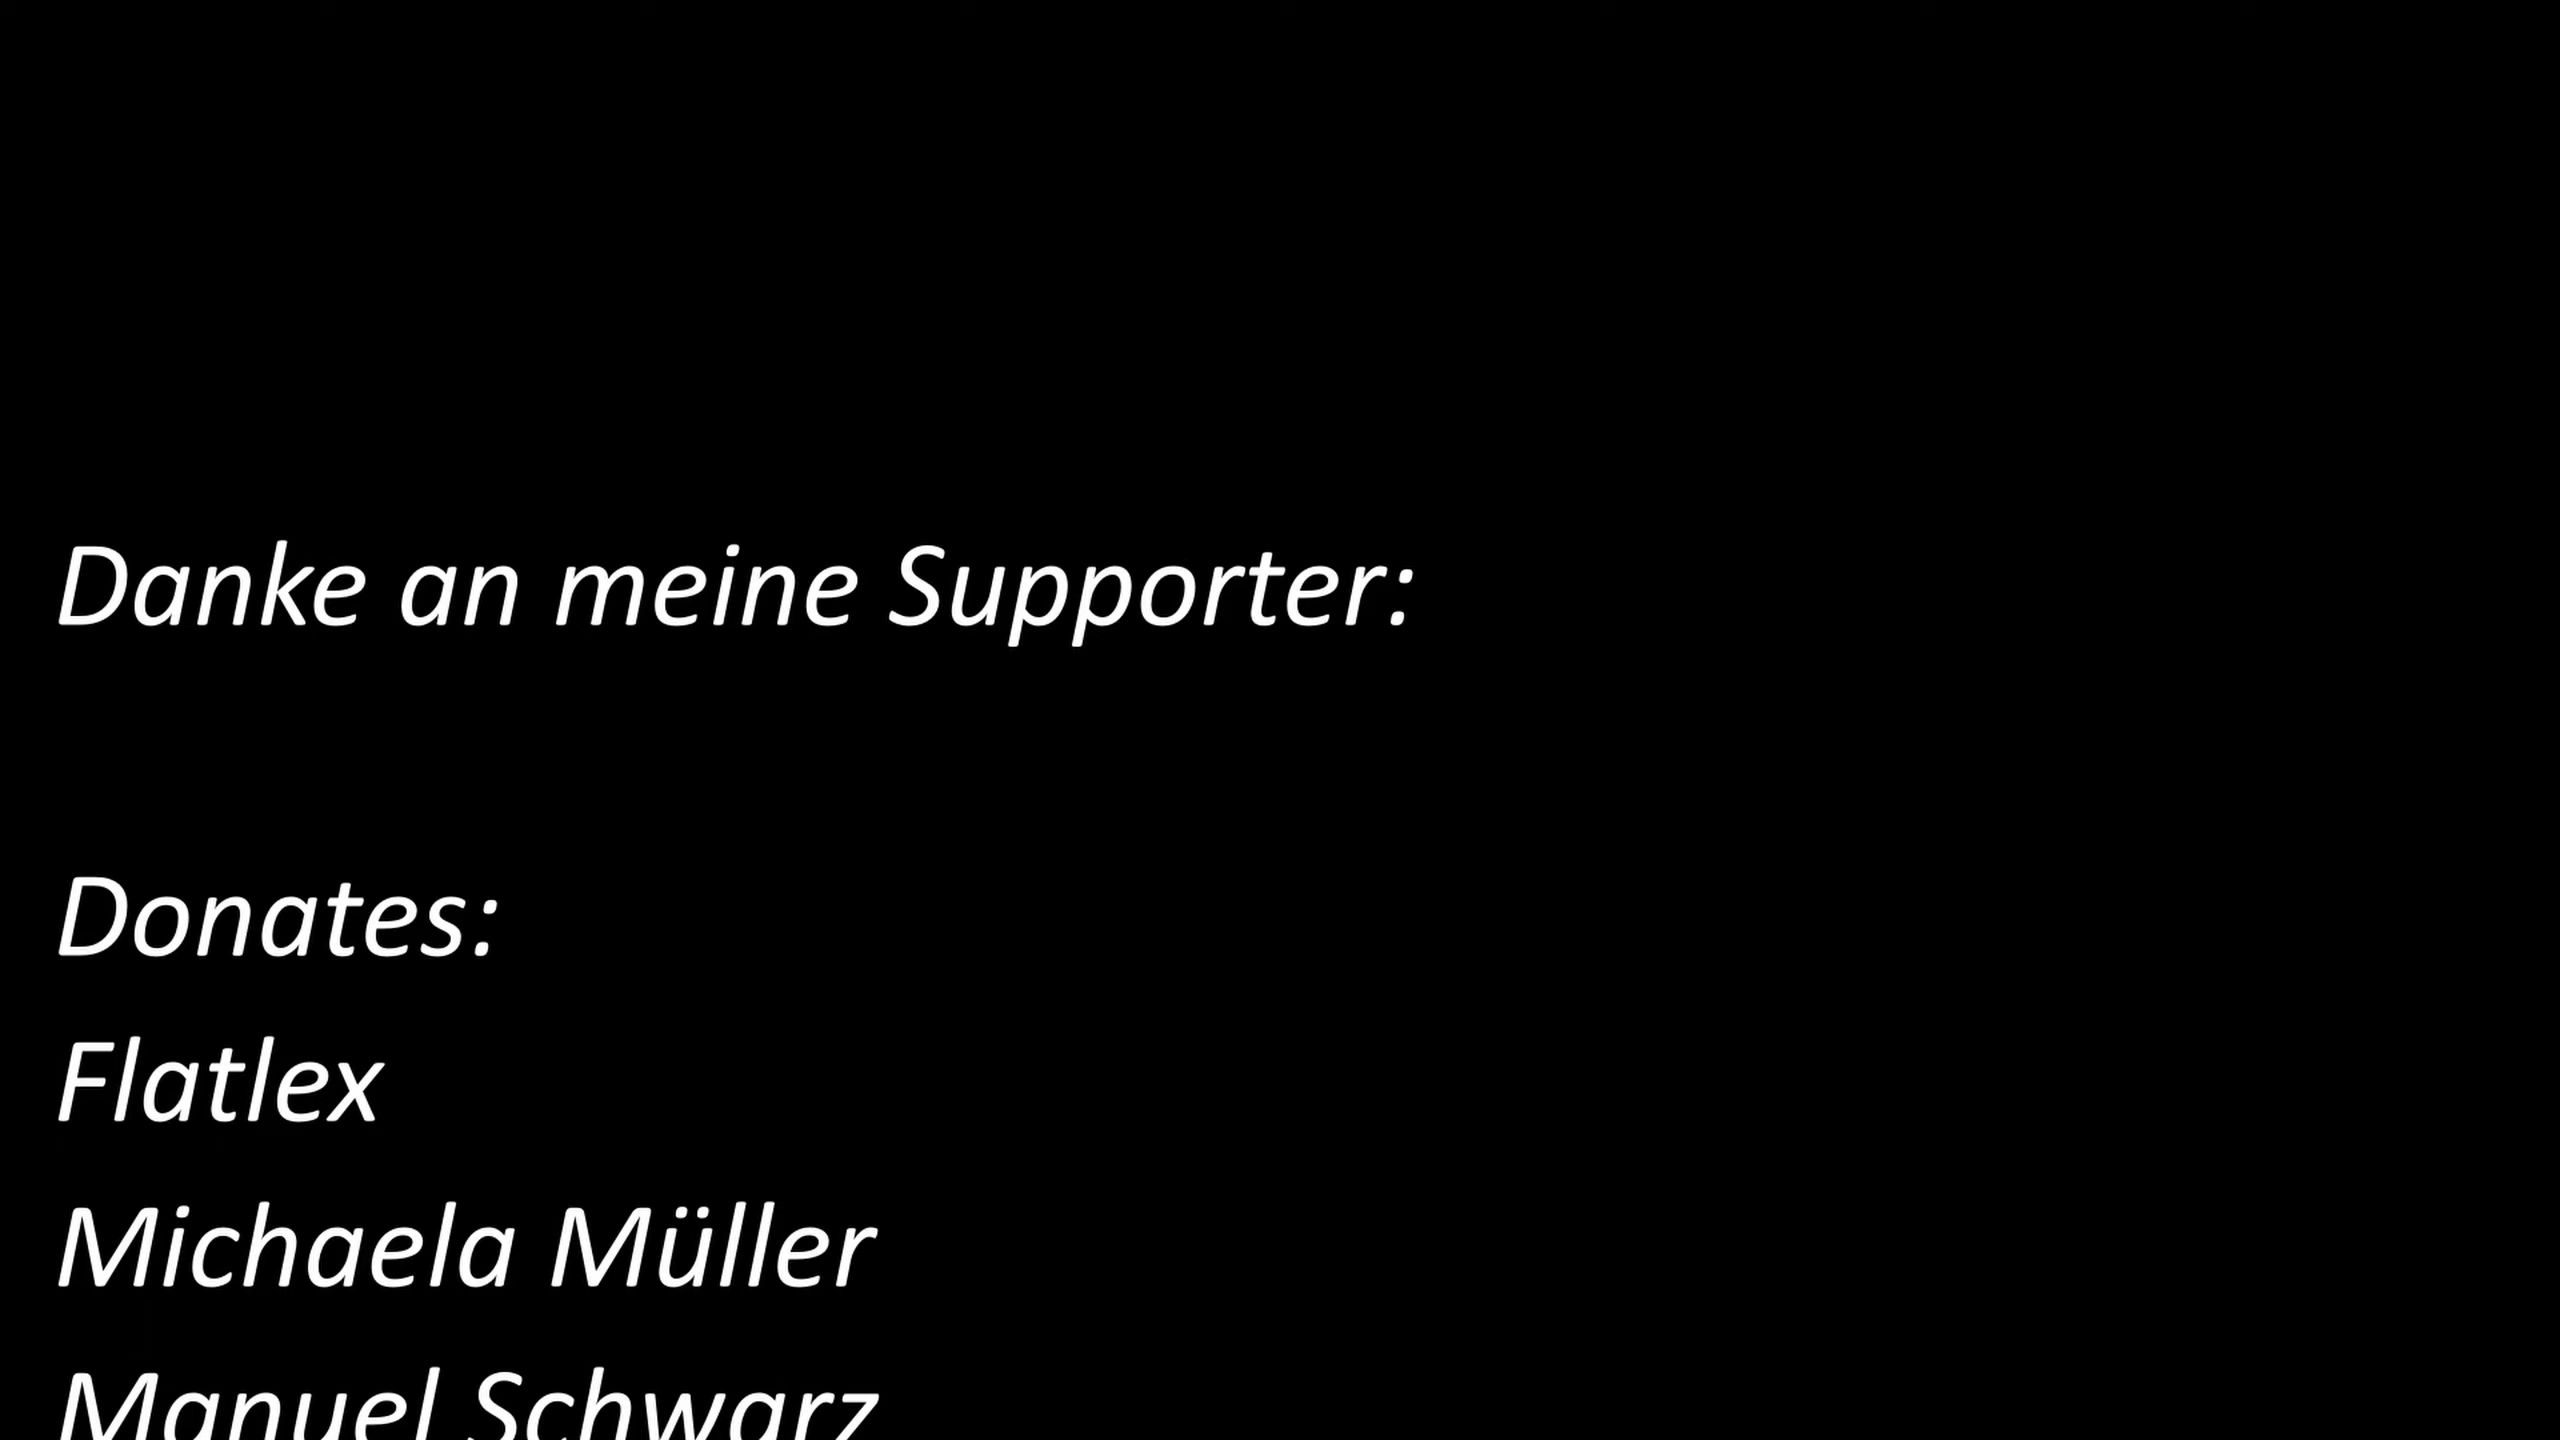 Danke an meine Supporter:
Donates:
Flatlex
Michaela Müller
Manuel Schwarz